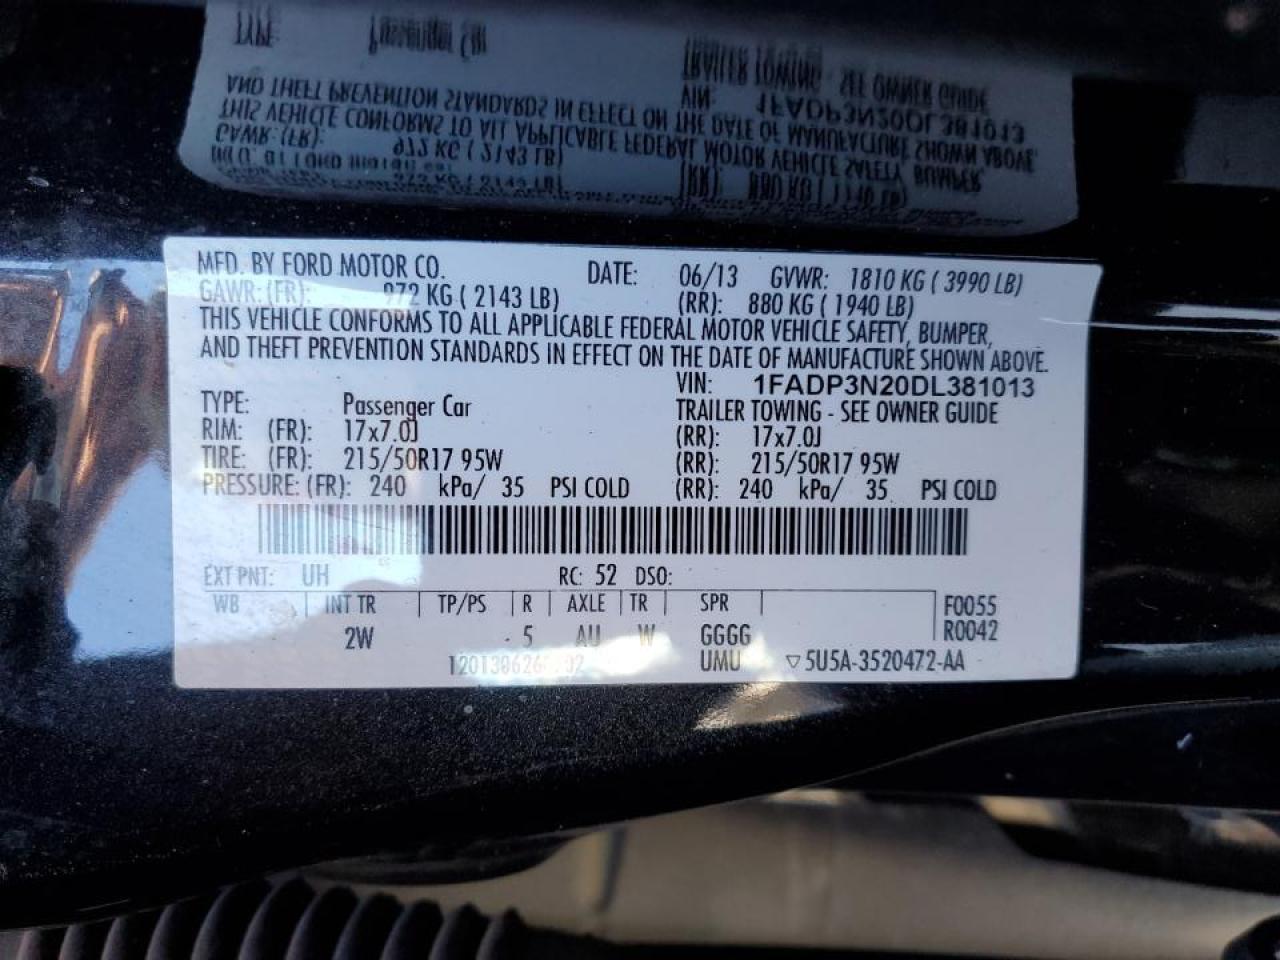 MFD. BY FORD MOTOR CO. DATE: 06/13 GVWR: 1810 KG ( 3990 LB)
GAWR: (FR): 972 KG ( 2143 LB) (RR): 880 KG ( 1940 LB)
THIS VEHICLE CONFORMS TO ALL APPLICABLE FEDERAL MOTOR VEHICLE SAFETY, BUMPER,
AND THEFT PREVENTION STANDARDS IN EFFECT ON THE DATE OF MANUFACTURE SHOWN ABOVE.
VIN: 1FADP3N20DL381013
TYPE: Passenger Car TRAILER TOWING - SEE OWNER GUIDE
RIM: (FR): 17x7.0J (RR): 17x7.0J
TIRE: (FR): 215/50R17 95W (RR): 215/50R17 95W
PRESSURE: (FR): 240 kPa/ 35 PSI COLD (RR): 240 kPa/ 35 PSI COLD
EXT PNT: UH RC: 52 DSO:
WB INT TR TP/PS R AXLE TR SPR F0055
2W 5 AU W GGGG R0042
UMU ▽5U5A-3520472-AA